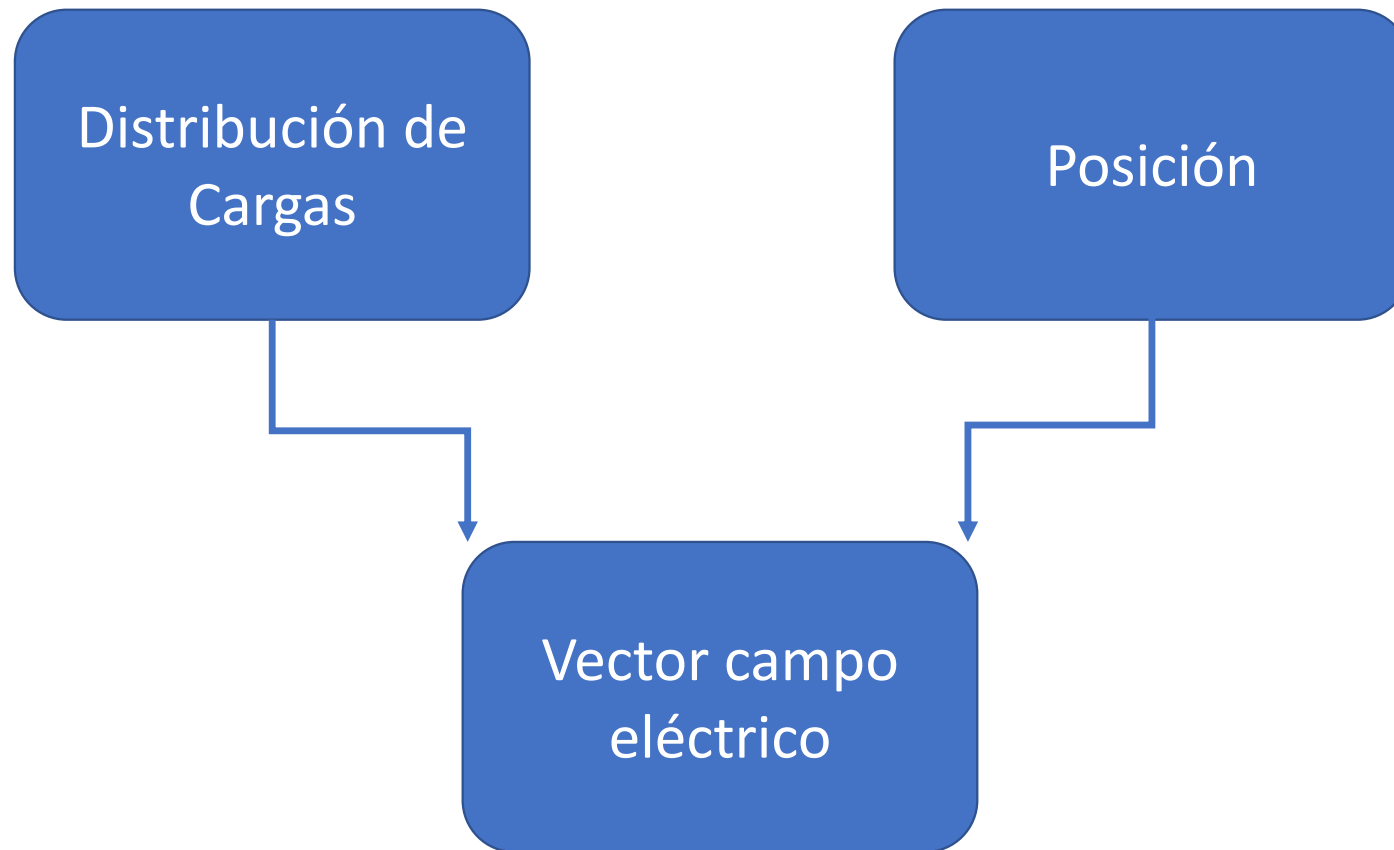 Distribución de
Cargas
Posición
Vector campo
eléctrico